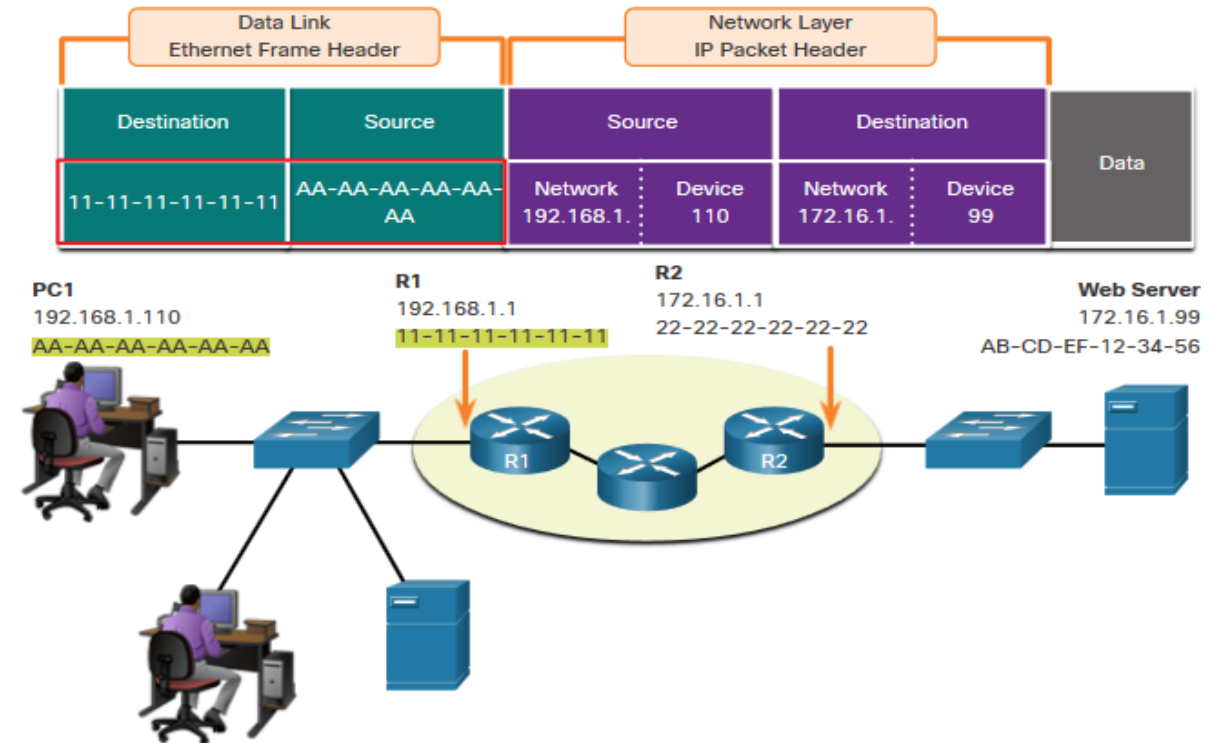 Data Link
Ethernet Frame Header
Network Layer
IP Packet Header
Destination
Source
Source
Destination
Data
11-11-11-11-11-11
AA-AA-AA-AA-AA-
AA
Network
192.168.1.
Device
110
Network
172.16.1.
Device
99
PC1
192.168.1.110
AA-AA-AA-AA-AA-AA
R1
192.168.1.1
11-11-11-11-11-11
R2
172.16.1.1
22-22-22-22-22-22
Web Server
172.16.1.99
AB-CD-EF-12-34-56
R1
R2